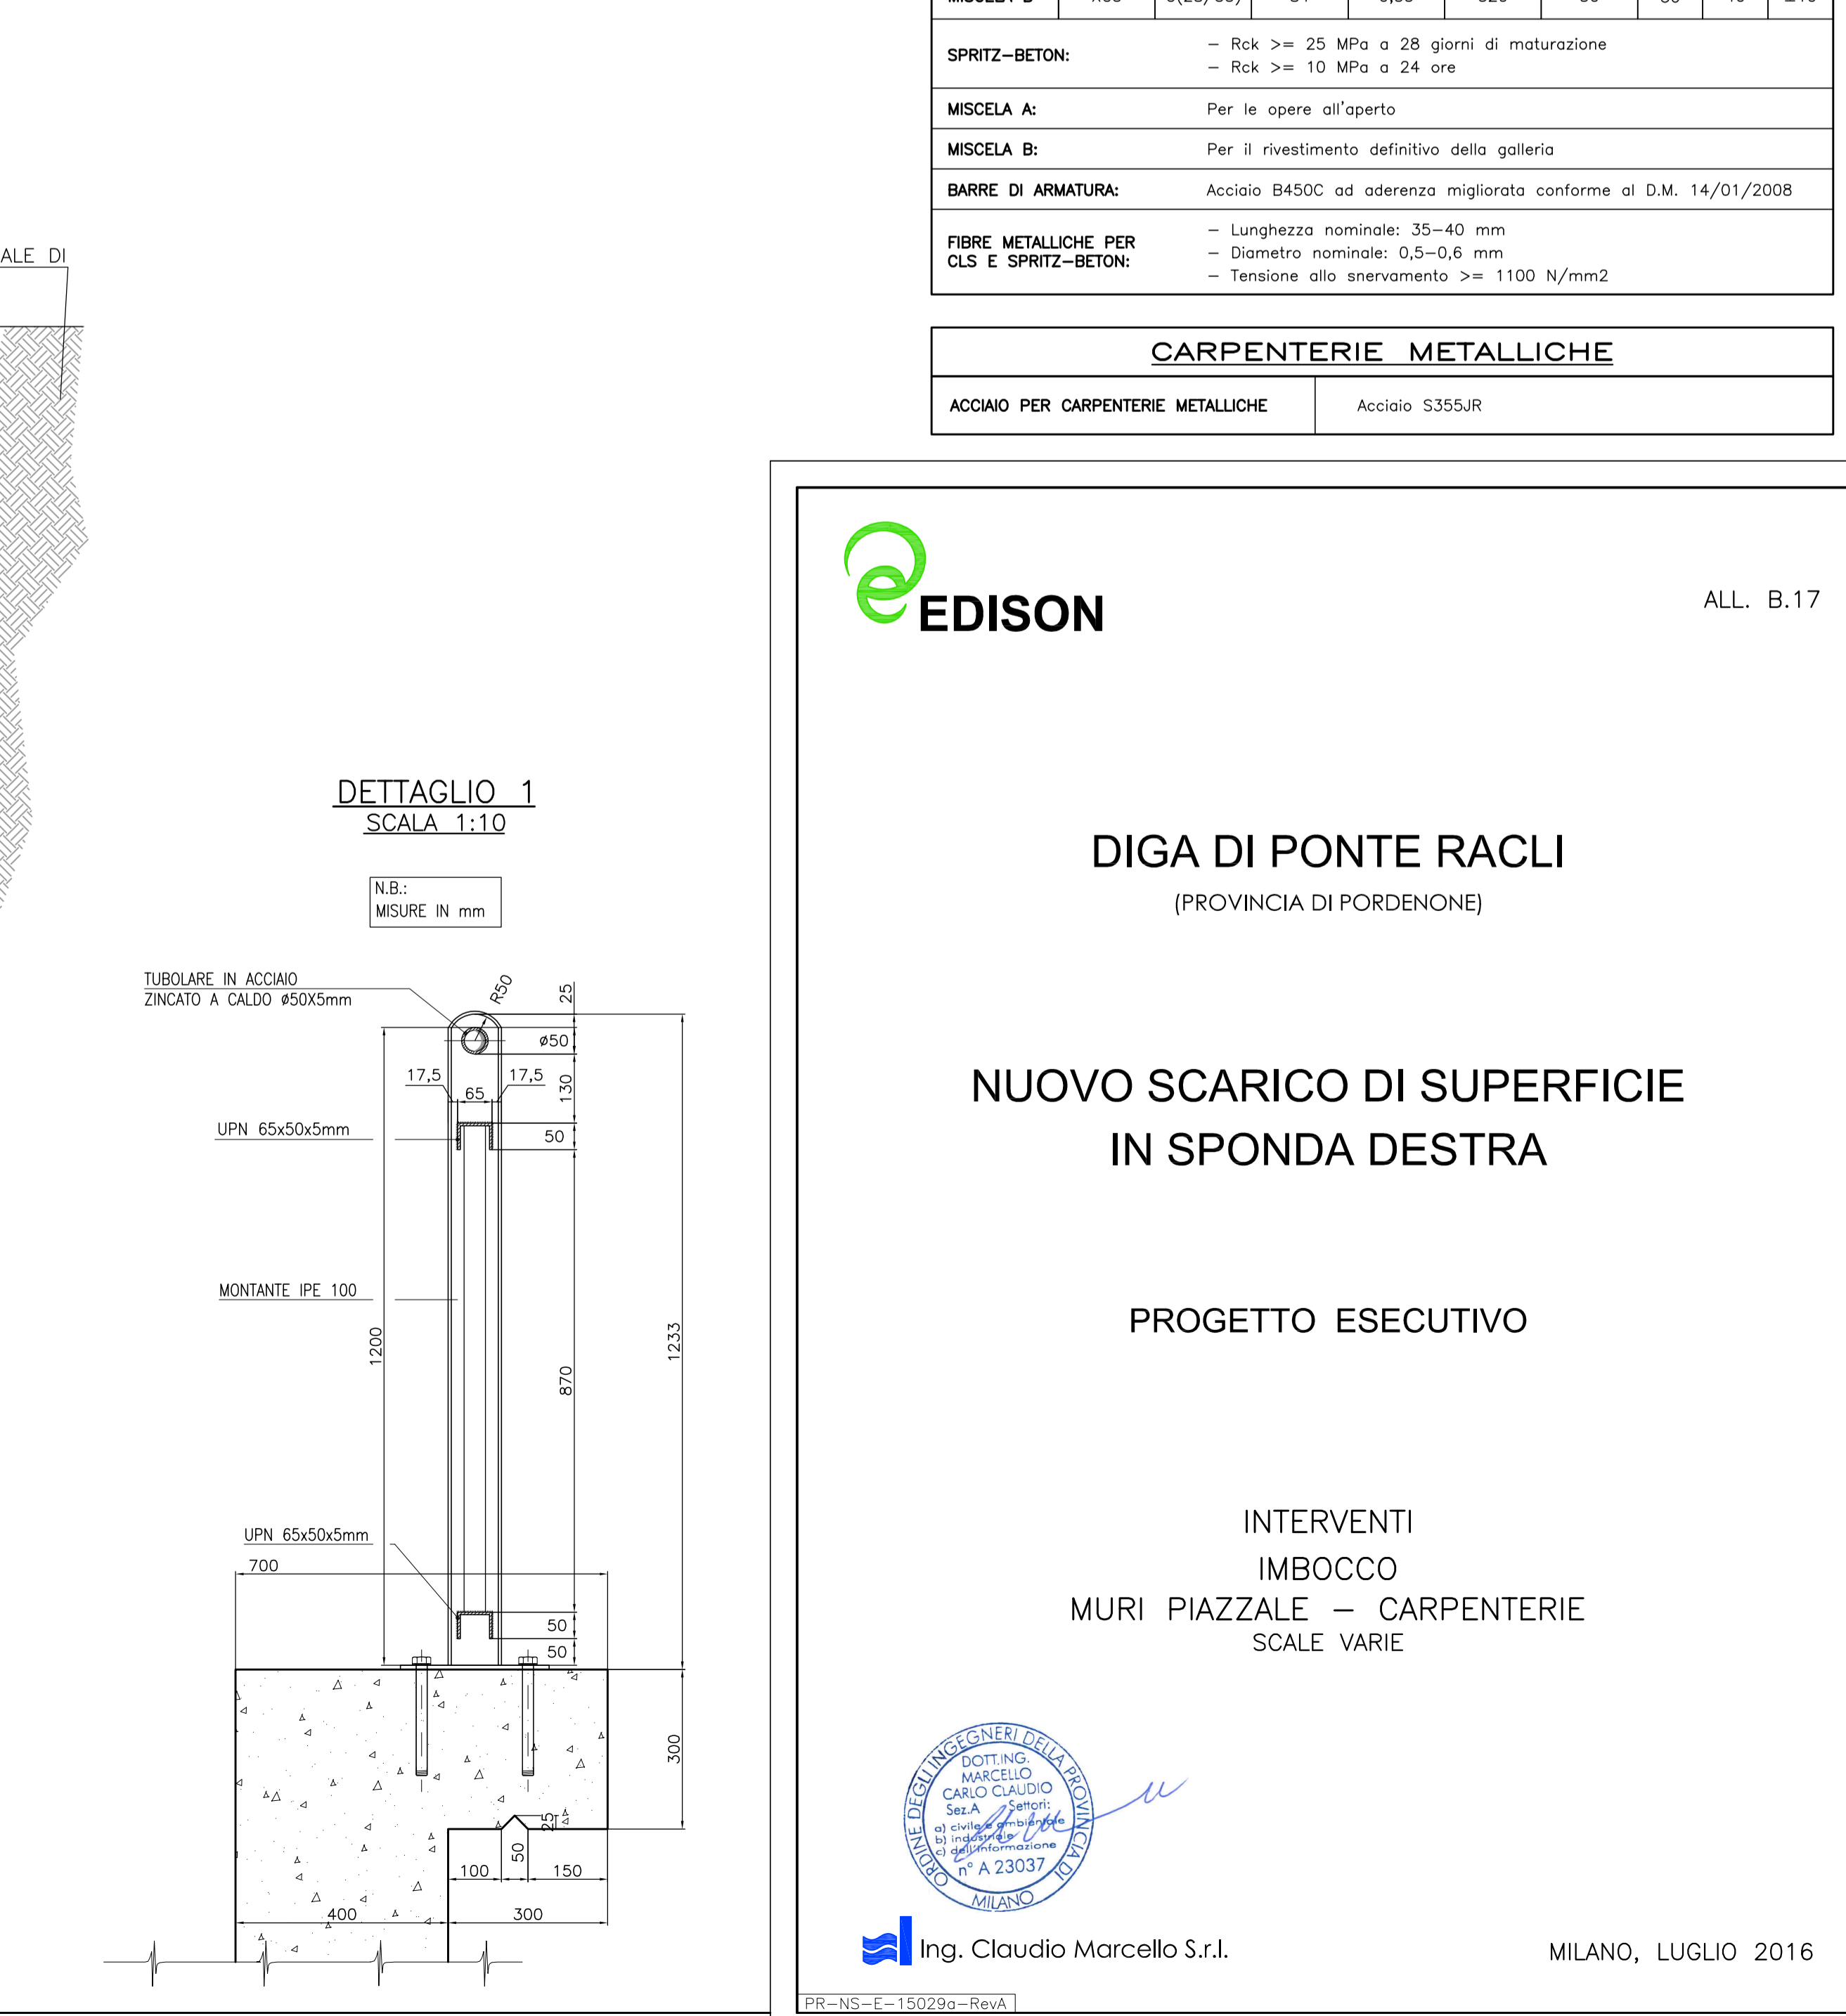 SPRITZ-BETON:
- Rck >= 25 MPa a 28 giorni di maturazione
- Rck >= 10 MPa a 24 ore
MISCELA A:
Per le opere all'aperto
MISCELA B:
Per il rivestimento definitivo della galleria
BARRE DI ARMATURA:
Acciaio B450C ad aderenza migliorata conforme al D.M. 14/01/2008
FIBRE METALLICHE PER
CLS E SPRITZ-BETON:
- Lunghezza nominale: 35-40 mm
- Diametro nominale: 0,5-0,6 mm
- Tensione allo snervamento >= 1100 N/mm2
CARPENTERIE METALLICHE
ACCIAIO PER CARPENTERIE METALLICHE
Acciaio S355JR
ALE DI
DETTAGLIO 1
SCALA 1:10
N.B.:
MISURE IN mm
TUBOLARE IN ACCIAIO
ZINCATO A CALDO ø50X5mm
R50
25
ø50
17,5
17,5
65
130
UPN 65x50x5mm
50
MONTANTE IPE 100
1200
1233
870
UPN 65x50x5mm
700
50
50
300
25
100
50
150
400
300
EDISON
ALL. B.17
DIGA DI PONTE RACLI
(PROVINCIA DI PORDENONE)
NUOVO SCARICO DI SUPERFICIE
IN SPONDA DESTRA
PROGETTO ESECUTIVO
INTERVENTI
IMBOCCO
MURI PIAZZALE - CARPENTERIE
SCALE VARIE
ORDINE DEGLI INGEGNERI DELLA PROVINCIA DI
MILANO
DOTT.ING.
MARCELLO
CARLO CLAUDIO
Sez.A Settori:
a) civile e ambientale
b) industriale
c) dell'informazione
n° A 23037
Ing. Claudio Marcello S.r.l.
MILANO, LUGLIO 2016
PR-NS-E-15029a-RevA